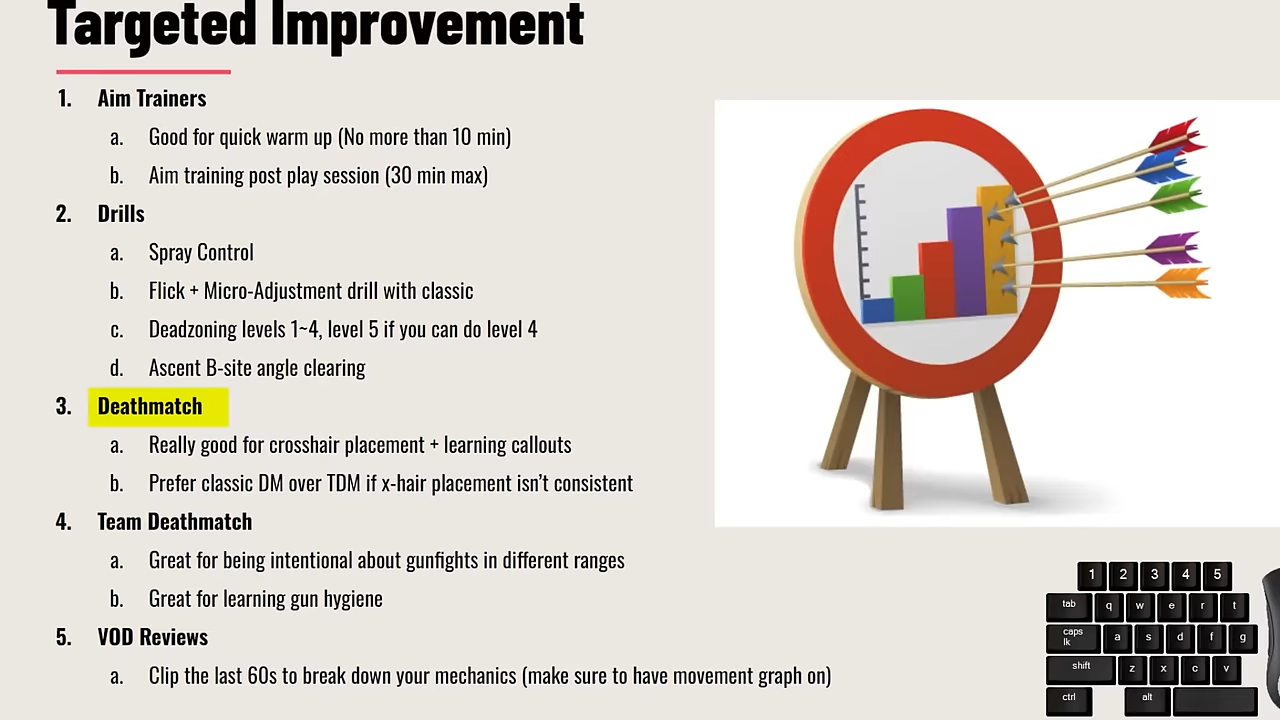 Targeted Improvement
1. Aim Trainers
a. Good for quick warm up (No more than 10 min)
b. Aim training post play session (30 min max)
2. Drills
a. Spray Control
b. Flick + Micro-Adjustment drill with classic
c. Deadzoning levels 1~4, level 5 if you can do level 4
d. Ascent B-site angle clearing
3. Deathmatch
a. Really good for crosshair placement + learning callouts
b. Prefer classic DM over TDM if x-hair placement isn't consistent
4. Team Deathmatch
a. Great for being intentional about gunfights in different ranges
b. Great for learning gun hygiene
5. VOD Reviews
a. Clip the last 60s to break down your mechanics (make sure to have movement graph on)
1 2 3 4 5
tab q w e r t
caps lk a s d f g
shift z x c v
ctrl alt